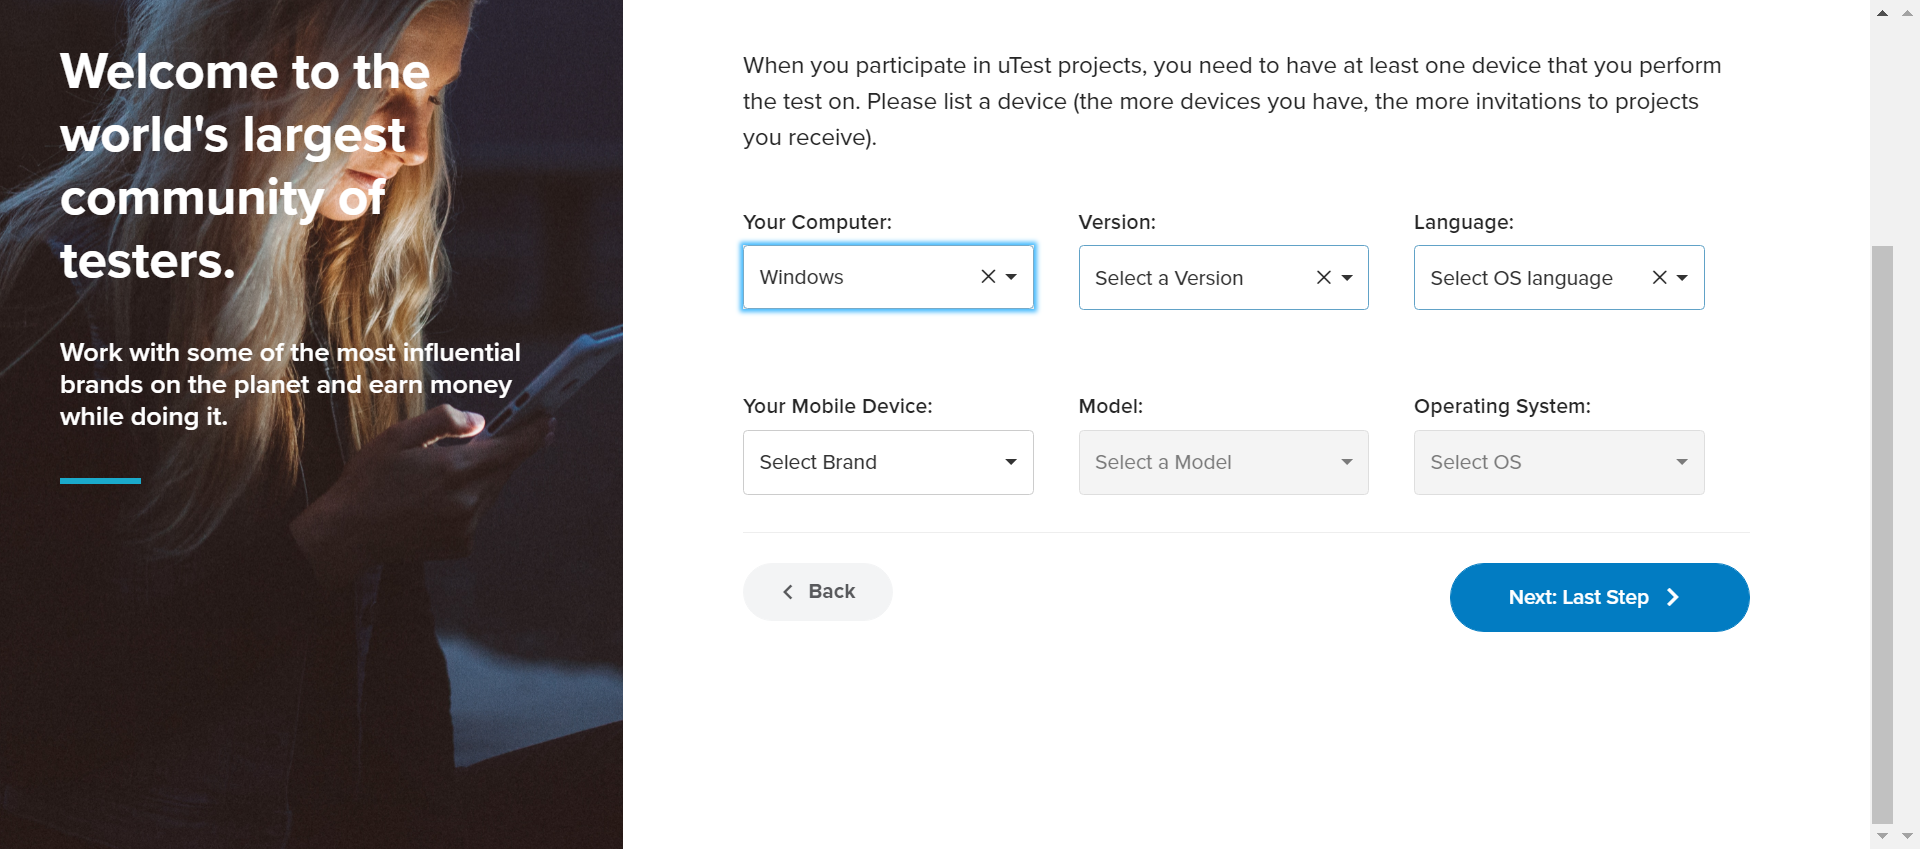 Welcome to the
world's largest
community of
testers.
Work with some of the most influential
brands on the planet and earn money
while doing it.
When you participate in uTest projects, you need to have at least one device that you perform
the test on. Please list a device (the more devices you have, the more invitations to projects
you receive).
Your Computer: Version: Language:
Windows Select a Version Select OS language
Your Mobile Device: Model: Operating System:
Select Brand Select a Model Select OS
Back Next: Last Step